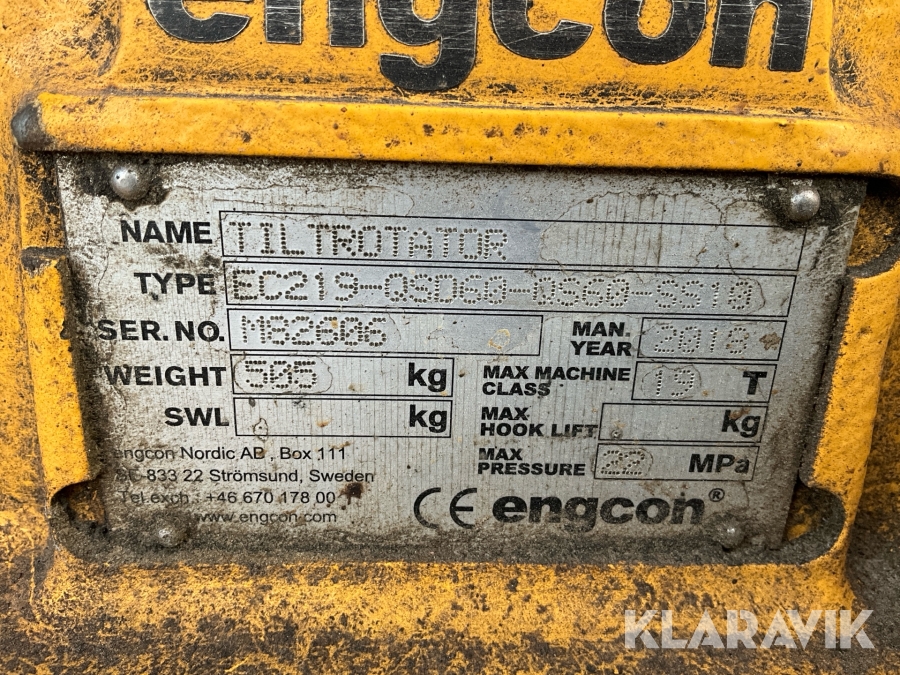 engcon
NAME TILTROTATOR
TYPE EC219-QSD60-QS60-SS10
SER. NO. M82606 MAN. YEAR 2018
WEIGHT 505 kg MAX MACHINE CLASS 19 T
SWL kg MAX HOOK LIFT kg
MAX PRESSURE 22 MPa
engcon Nordic AB, Box 111
SE-833 22 Strömsund, Sweden
Tel exch.: +46 670 178 00
www.engcon.com
CE engcon®
KLARAVIK